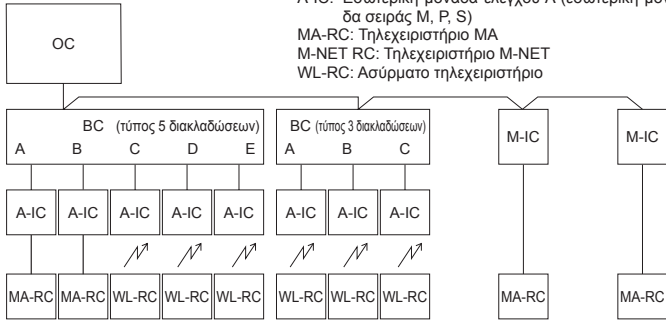 A-IC: Εσωτερική μονάδα ελέγχου A (εσωτερική μονά-
δα σειράς M, P, S)
MA-RC: Τηλεχειριστήριο MA
M-NET RC: Τηλεχειριστήριο M-NET
WL-RC: Ασύρματο τηλεχειριστήριο
OC
BC (τύπος 5 διακλαδώσεων)
A B C D E
BC (τύπος 3 διακλαδώσεων)
A B C
M-IC
M-IC
A-IC A-IC A-IC A-IC A-IC A-IC A-IC A-IC
MA-RC MA-RC WL-RC WL-RC WL-RC WL-RC WL-RC WL-RC MA-RC MA-RC